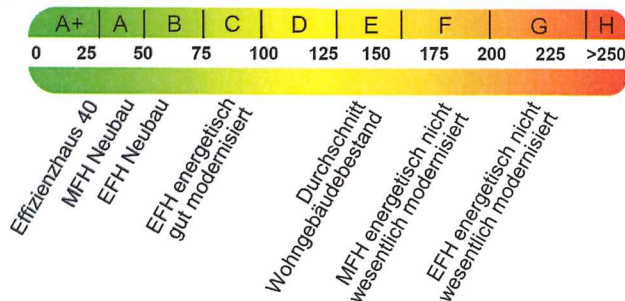 A+ A B C D E F G H
0 25 50 75 100 125 150 175 200 225 >250
Effizienzhaus 40
MFH Neubau
EFH Neubau
EFH energetisch
gut modernisiert
Durchschnitt
Wohngebäudebestand
MFH energetisch nicht
wesentlich modernisiert
EFH energetisch nicht
wesentlich modernisiert